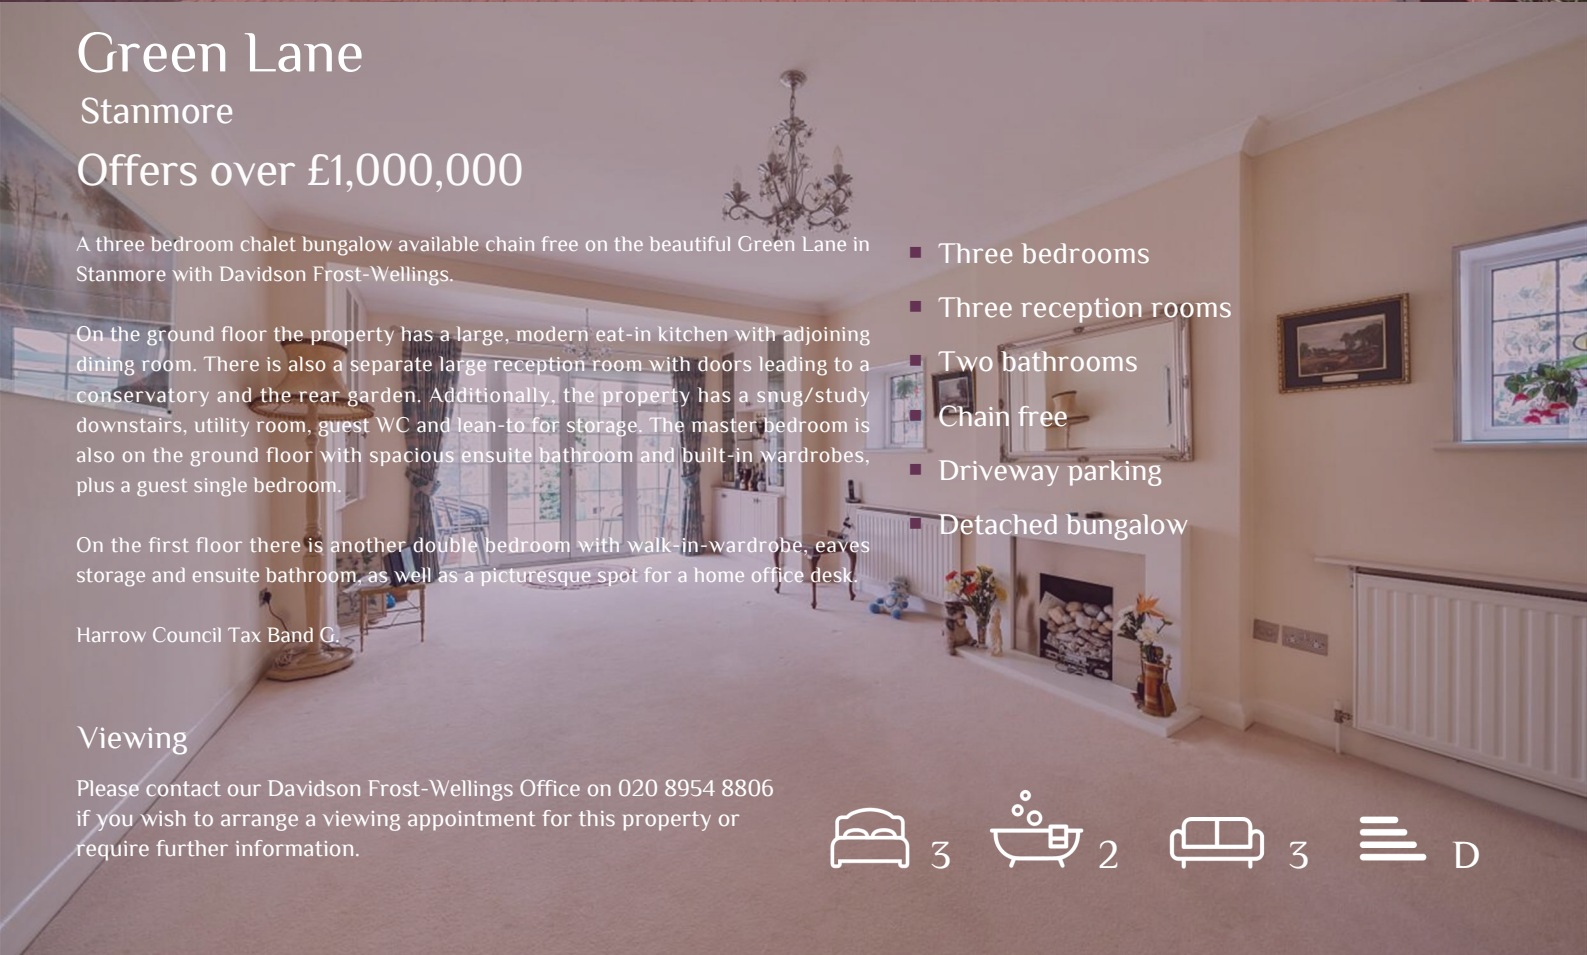 Green Lane
Stanmore
Offers over £1,000,000
A three bedroom chalet bungalow available chain free on the beautiful Green Lane in
Stanmore with Davidson Frost-Wellings.
On the ground floor the property has a large, modern eat-in kitchen with adjoining
dining room. There is also a separate large reception room with doors leading to a
conservatory and the rear garden. Additionally, the property has a snug/study
downstairs, utility room, guest WC and lean-to for storage. The master bedroom is
also on the ground floor with spacious ensuite bathroom and built-in wardrobes,
plus a guest single bedroom.
On the first floor there is another double bedroom with walk-in-wardrobe, eaves
storage and ensuite bathroom, as well as a picturesque spot for a home office desk.
Harrow Council Tax Band G.
▪ Three bedrooms
▪ Three reception rooms
▪ Two bathrooms
▪ Chain free
▪ Driveway parking
▪ Detached bungalow
Viewing
Please contact our Davidson Frost-Wellings Office on 020 8954 8806
if you wish to arrange a viewing appointment for this property or
require further information.
3 2 3 D